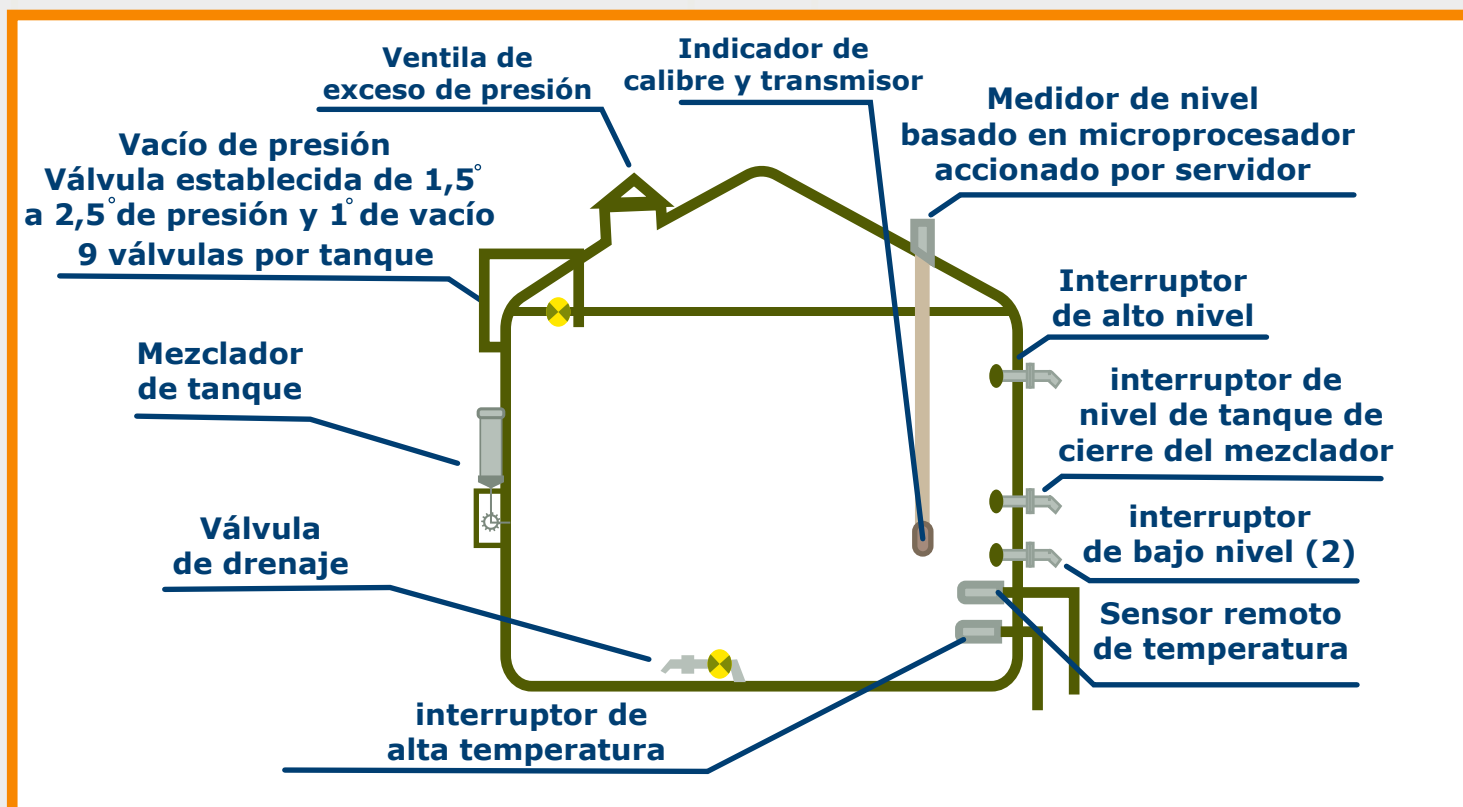 Ventila de
exceso de presión
Indicador de
calibre y transmisor
Medidor de nivel
basado en microprocesador
accionado por servidor
Vacío de presión
Válvula establecida de 1,5°
a 2,5° de presión y 1° de vacío
9 válvulas por tanque
Interruptor
de alto nivel
Mezclador
de tanque
interruptor de
nivel de tanque de
cierre del mezclador
Válvula
de drenaje
interruptor
de bajo nivel (2)
Sensor remoto
de temperatura
interruptor de
alta temperatura